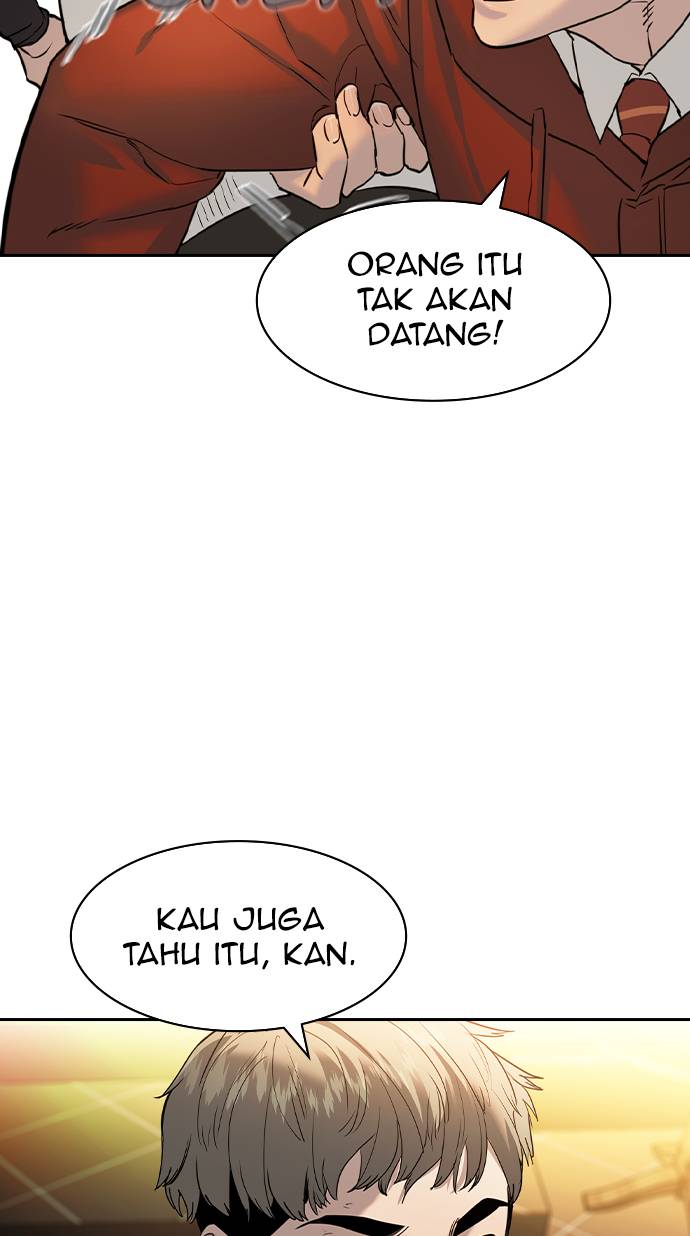 ORANG ITU
TAK AKAN
DATANG!
KAU JUGA
TAHU ITU, KAN.